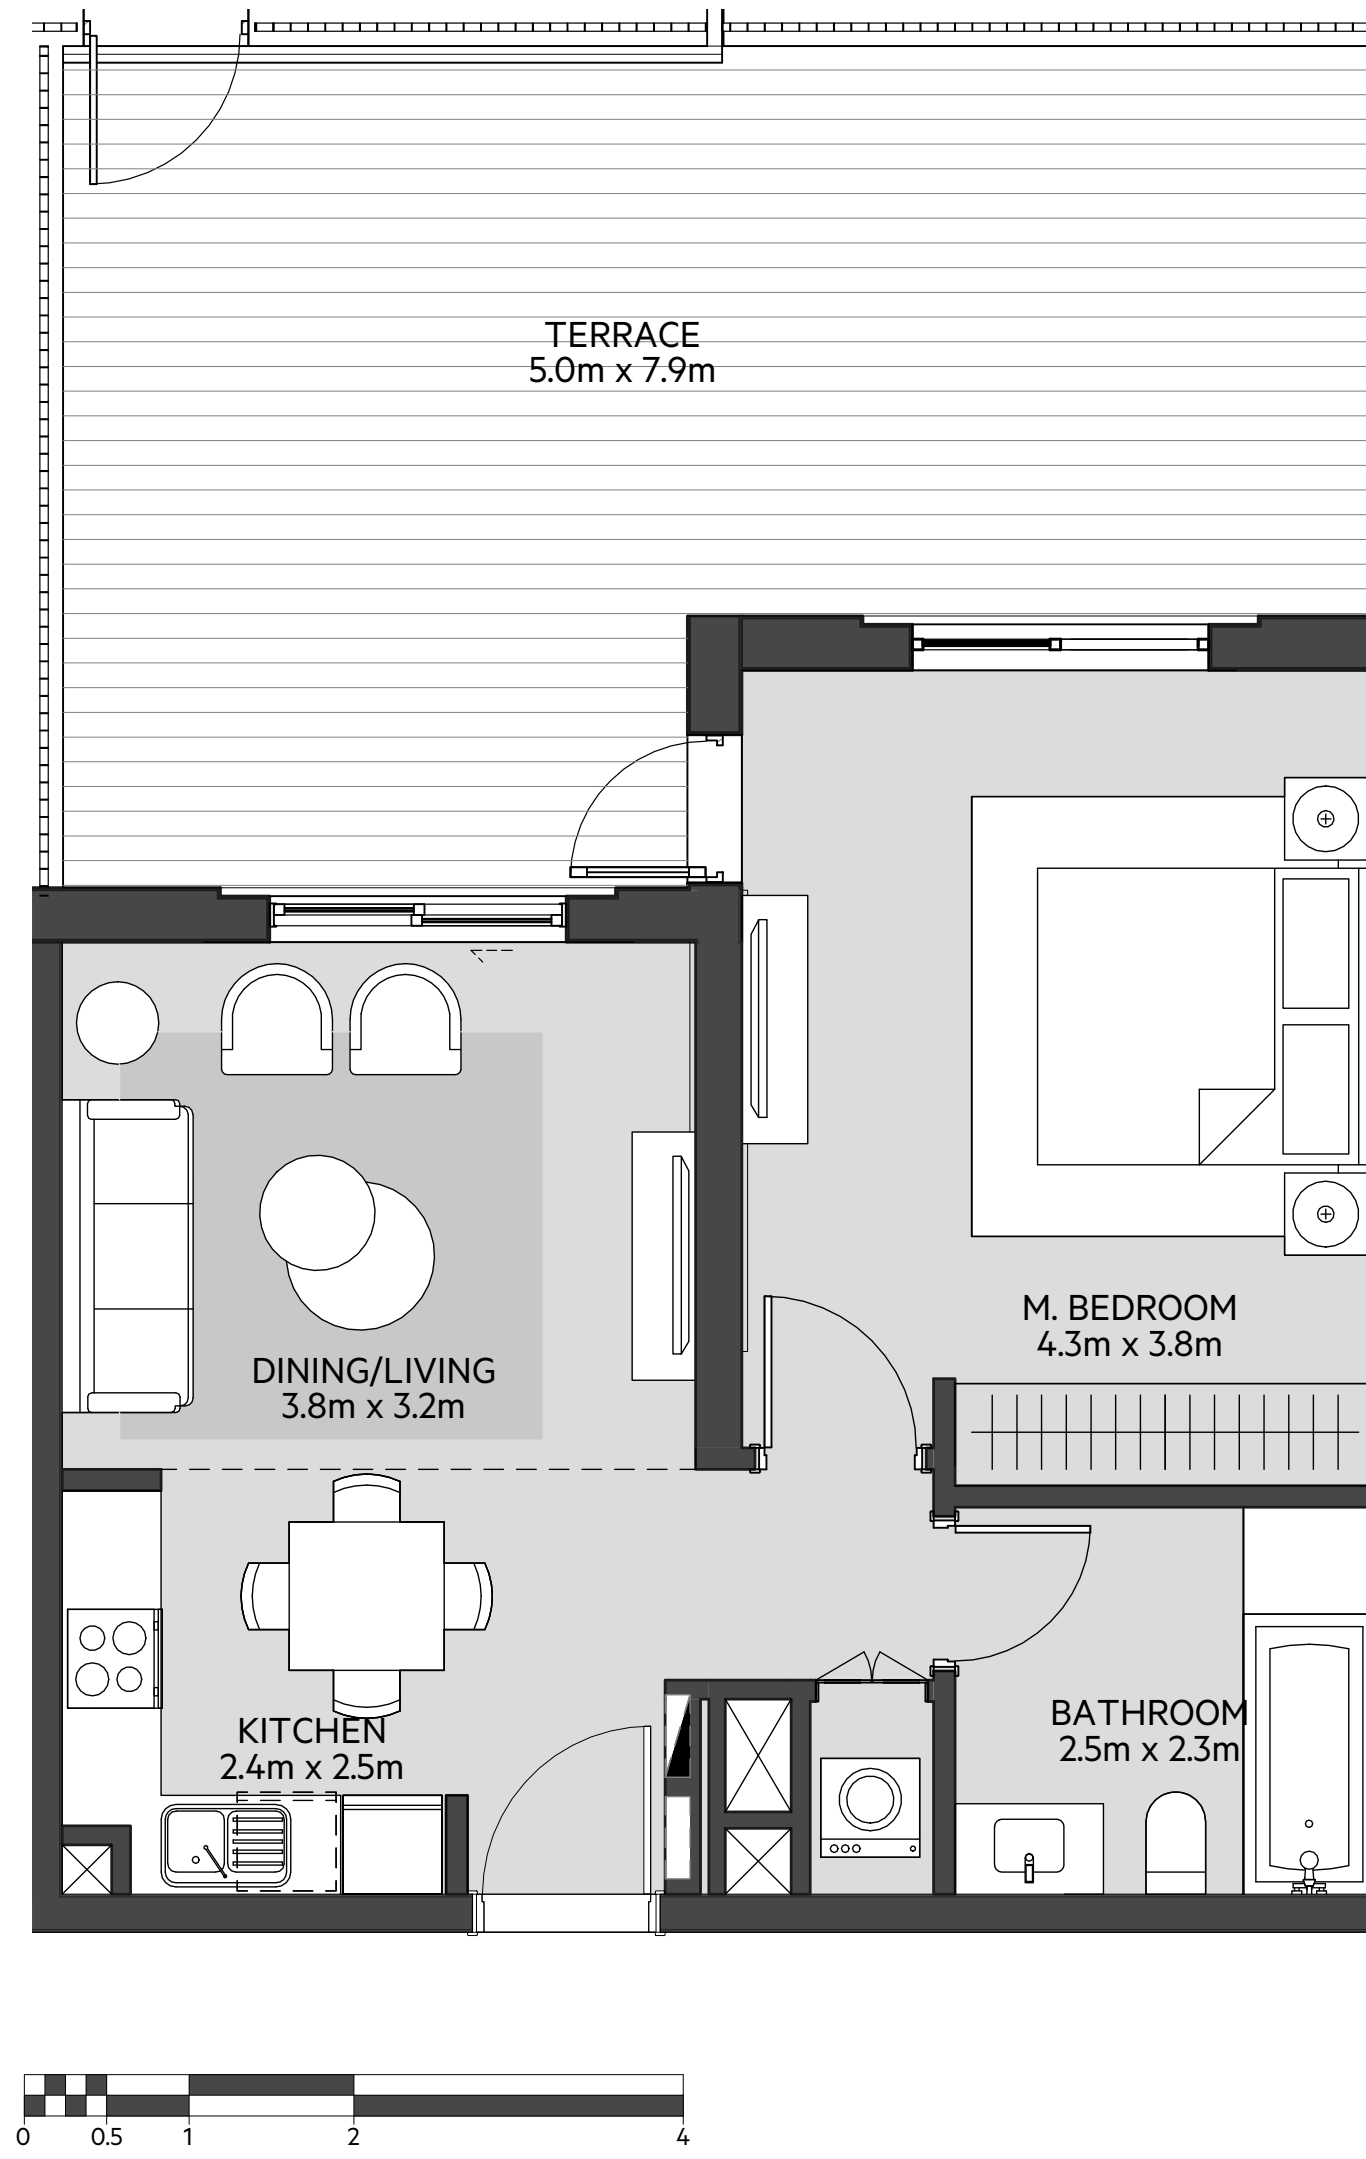 TERRACE
5.0m x 7.9m
M. BEDROOM
4.3m x 3.8m
DINING/LIVING
3.8m x 3.2m
KITCHEN
2.4m x 2.5m
BATHROOM
2.5m x 2.3m
0 0.5 1 2 4